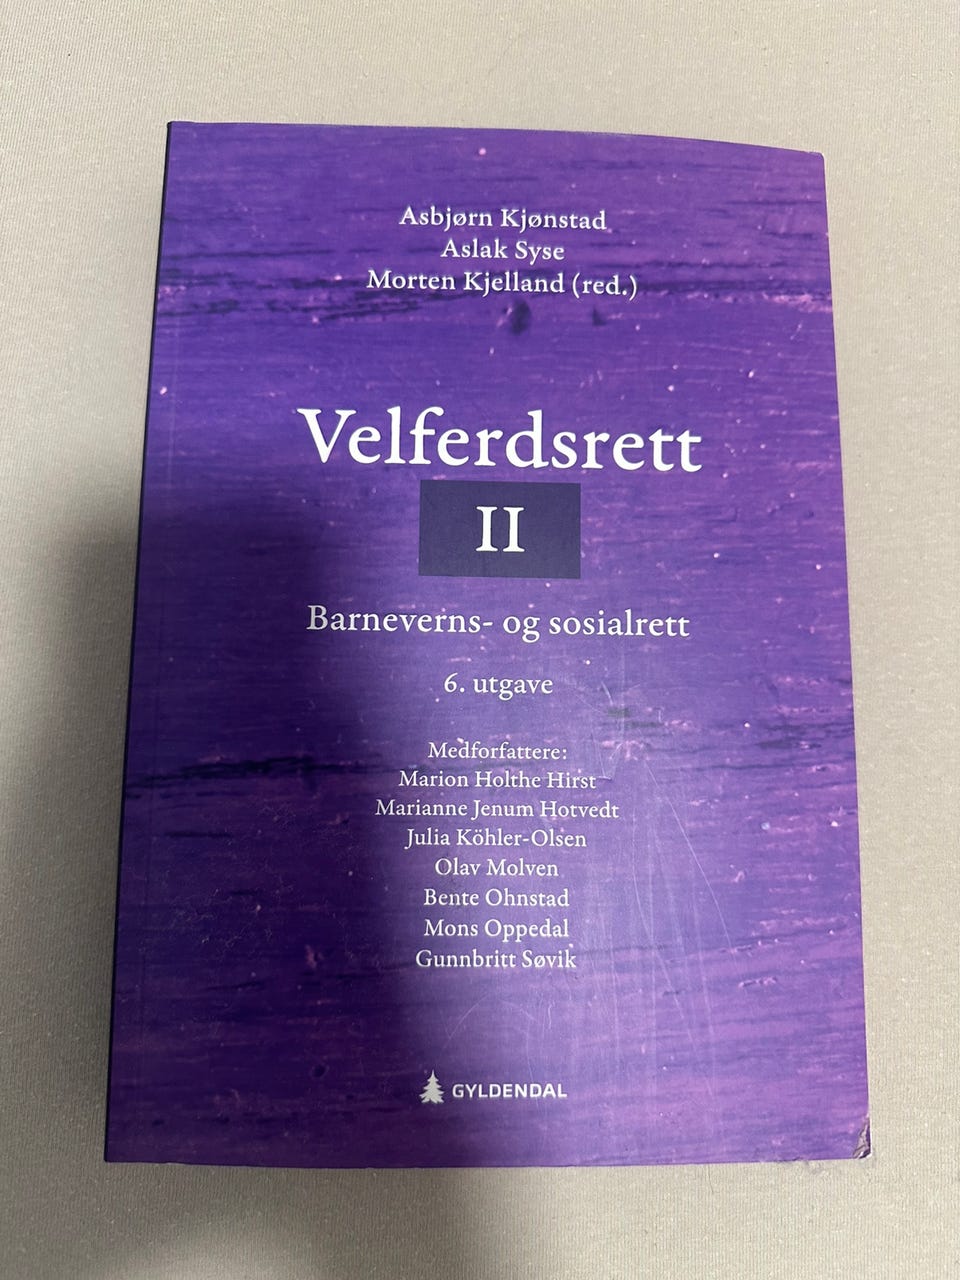 Asbjørn Kjønstad
Aslak Syse
Morten Kjelland (red.)
Velferdsrett
II
Barneverns- og sosialrett
6. utgave
Medforfattere:
Marion Holthe Hirst
Marianne Jenum Hotvedt
Julia Köhler-Olsen
Olav Molven
Bente Ohnstad
Mons Oppedal
Gunnbritt Søvik
GYLDENDAL